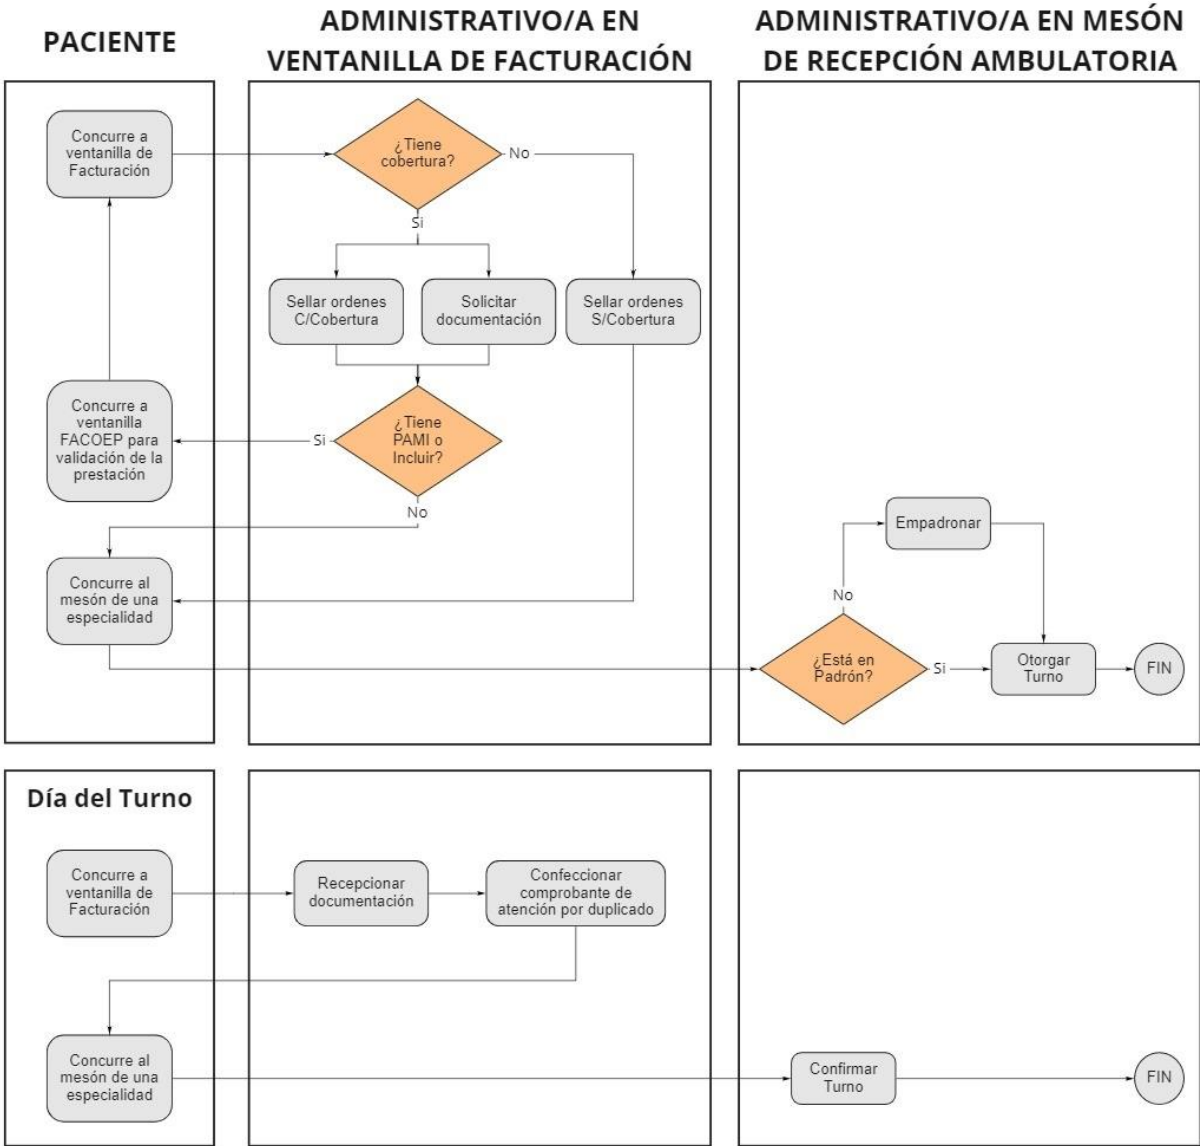 PACIENTE
ADMINISTRATIVO/A EN
VENTANILLA DE FACTURACIÓN
ADMINISTRATIVO/A EN MESÓN
DE RECEPCIÓN AMBULATORIA
Concurre a
ventanilla de
Facturación
¿Tiene
cobertura?
No
Si
Sellar ordenes
C/Cobertura
Solicitar
documentación
Sellar ordenes
S/Cobertura
Concurre a
ventanilla
FACOEP para
validación de la
prestación
Si
¿Tiene
PAMI o
Incluir?
No
Concurre al
mesón de una
especialidad
Empadronar
No
¿Está en
Padrón?
Si
Otorgar
Turno
FIN
Día del Turno
Concurre a
ventanilla de
Facturación
Recepcionar
documentación
Confeccionar
comprobante de
atención por duplicado
Concurre al
mesón de una
especialidad
Confirmar
Turno
FIN